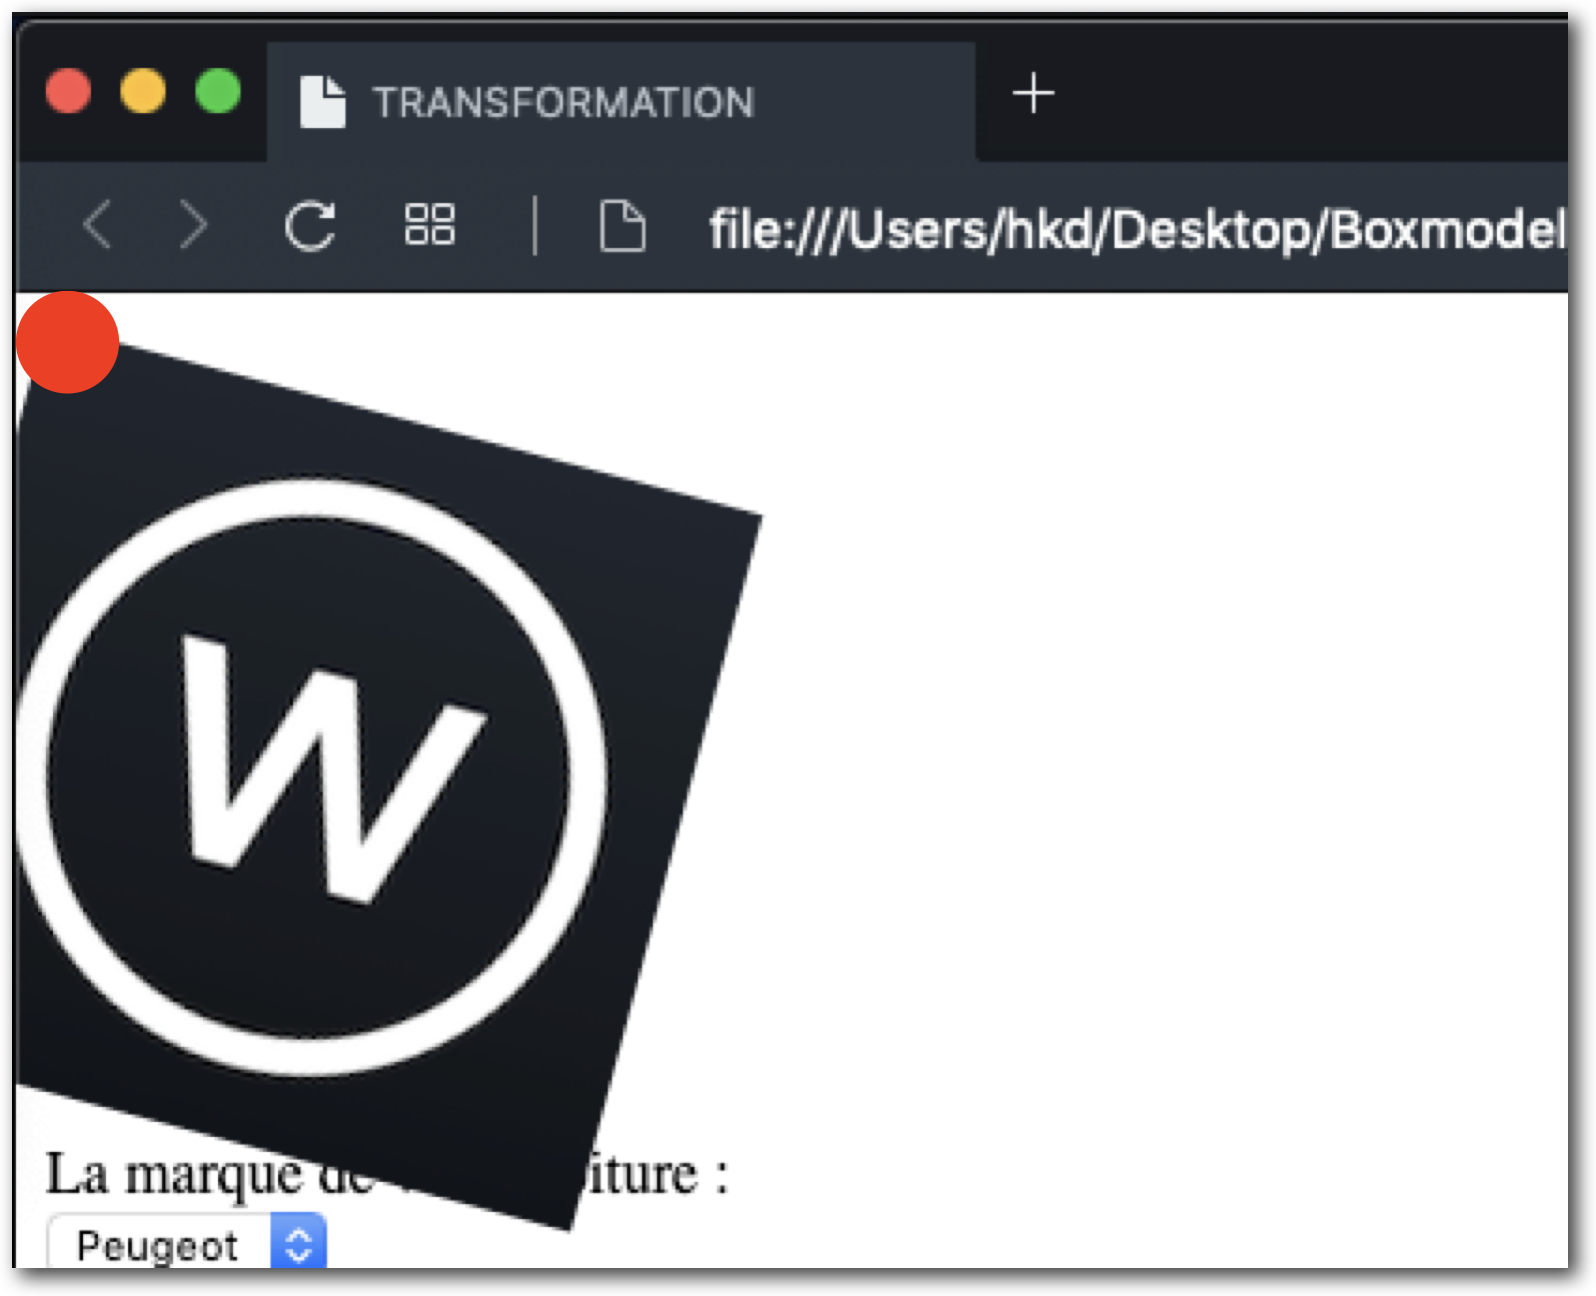 TRANSFORMATION
file:///Users/hkd/Desktop/Boxmodel
W
La marque de iture :
Peugeot